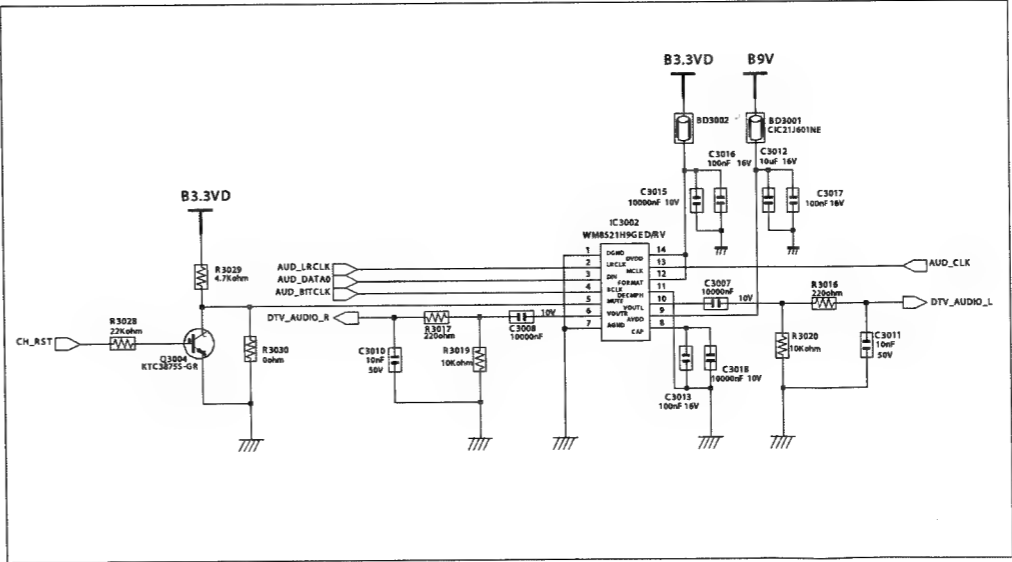 B3.3VD B9V
BD3002
BD3001
CIC21J601NE
C3016
100nF 16V
C3012
10uF 16V
C3015
10000nF 10V
C3017
100nF 16V
B3.3VD
IC3002
WM8521H9GED/RV
R3029
4.7Kohm
AUD_LRCLK
AUD_DATA0
AUD_BITCLK
AUD_CLK
1 DGND DVDD 14
2 LRCLK MCLK 13
3 DIN FORMAT 12
4 BCLK DECMPH 11
5 MUTE VOUTL 10
6 VOUTR AVDD 9
7 AGND CAP 8
C3007
10000nF
10V
R3016
220ohm
DTV_AUDIO_L
DTV_AUDIO_R
R3017
220ohm
C3008
10000nF
10V
CH_RST
R3028
22Kohm
Q3004
KTC3875S-GR
R3030
0ohm
C3010
10nF
50V
R3019
10Kohm
R3020
10Kohm
C3011
10nF
50V
C3018
10000nF 10V
C3013
100nF 16V